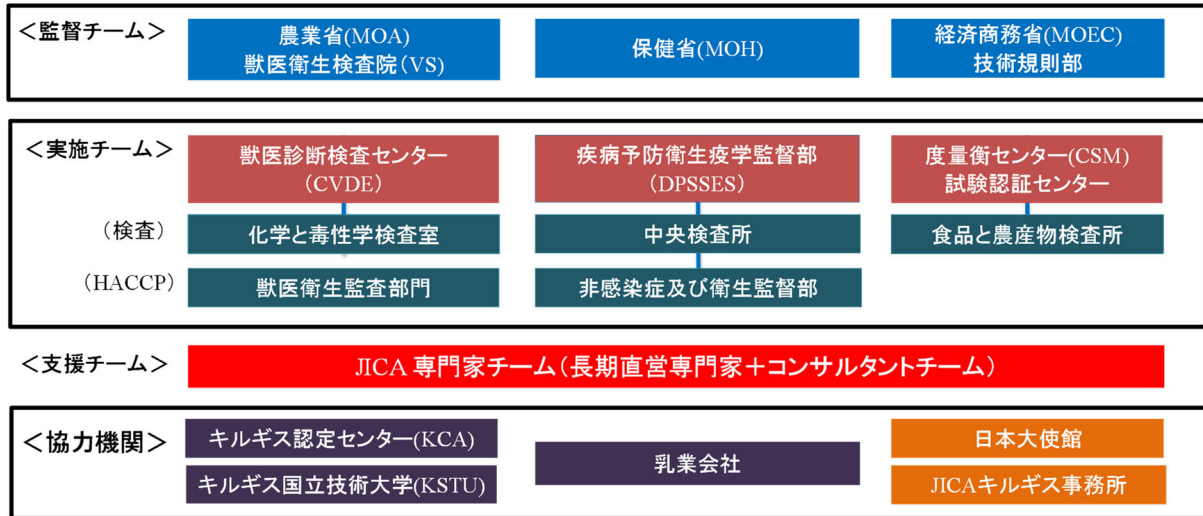 ＜監督チーム＞
農業省(MOA)
獣医衛生検査院(VS)
保健省(MOH)
経済商務省(MOEC)
技術規則部
＜実施チーム＞
獣医診断検査センター
(CVDE)
疾病予防衛生疫学監督部
(DPSSES)
度量衡センター(CSM)
試験認証センター
（検査）
化学と毒性学検査室
中央検査所
食品と農産物検査所
(HACCP)
獣医衛生監査部門
非感染症及び衛生監督部
＜支援チーム＞
JICA 専門家チーム（長期直営専門家＋コンサルタントチーム）
＜協力機関＞
キルギス認定センター(KCA)
キルギス国立技術大学(KSTU)
乳業会社
日本大使館
JICAキルギス事務所